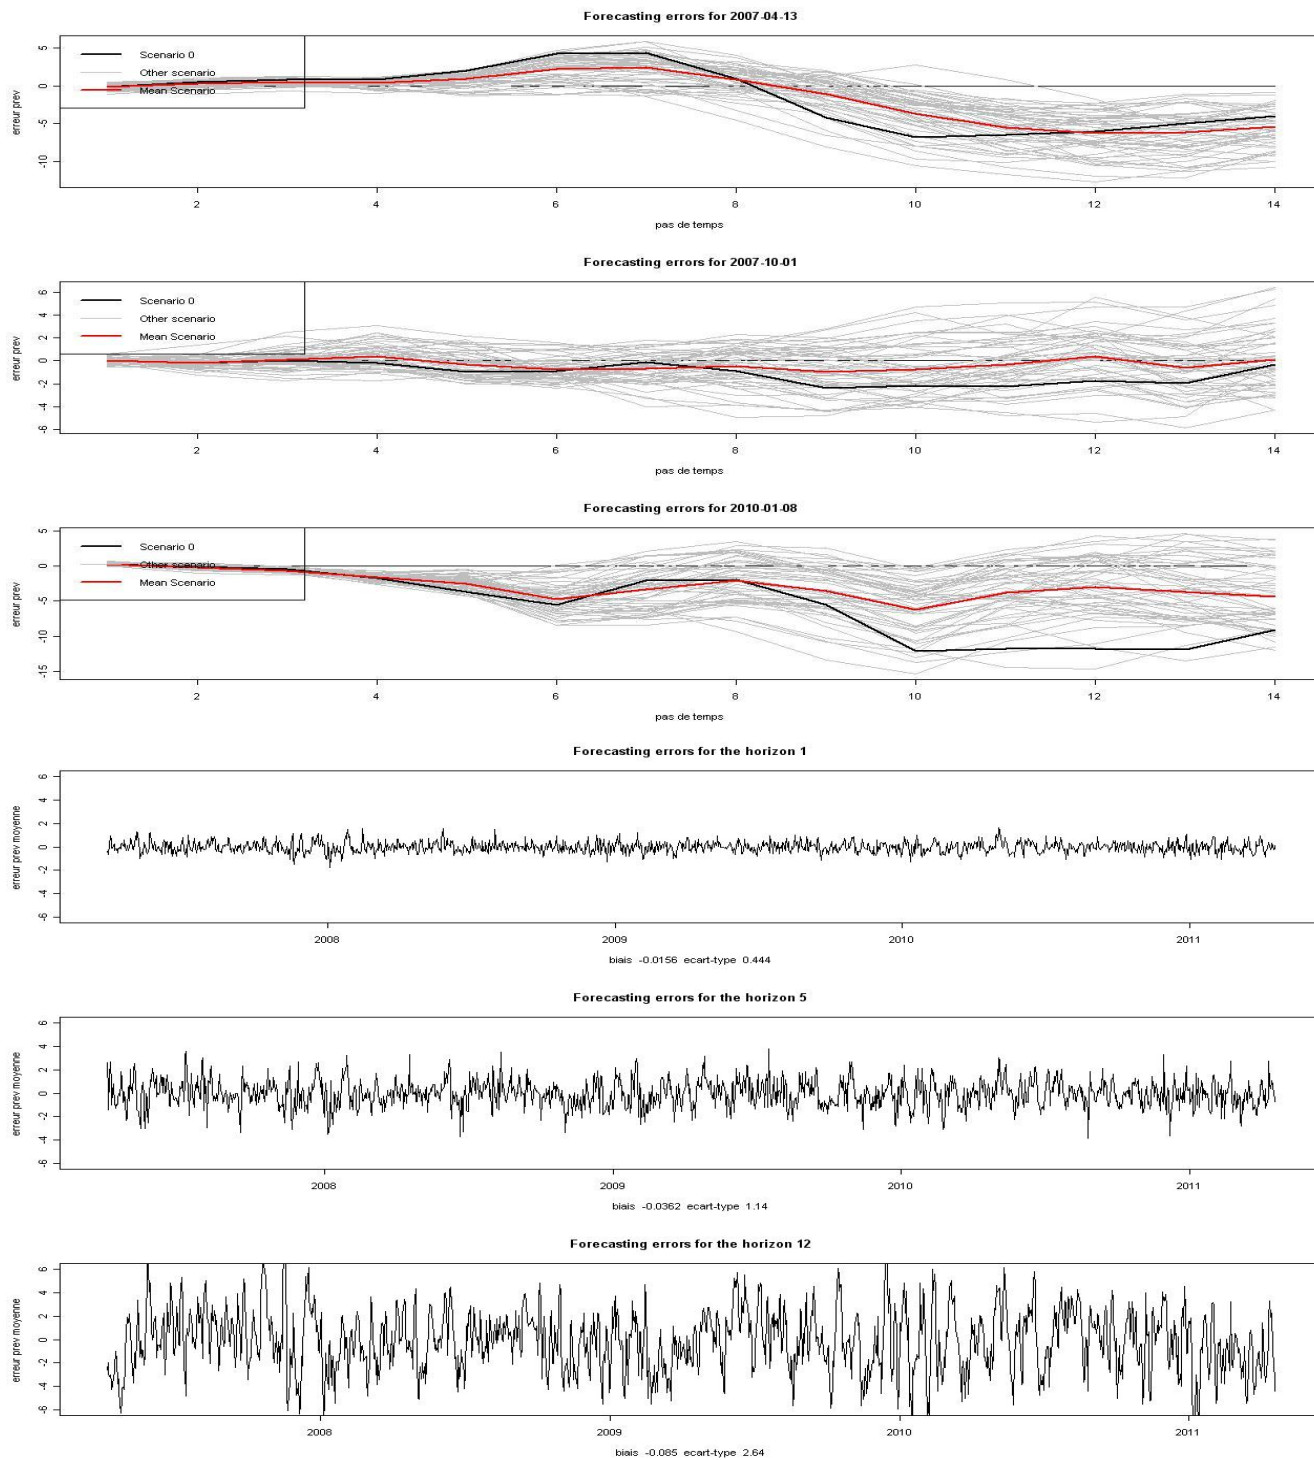 Forecasting errors for 2007-04-13
Scenario 0
Other scenario
Mean Scenario
erreur prev
5
0
-5
-10
2 4 6 8 10 12 14
pas de temps
Forecasting errors for 2007-10-01
Scenario 0
Other scenario
Mean Scenario
erreur prev
6
4
2
0
-2
-4
-6
2 4 6 8 10 12 14
pas de temps
Forecasting errors for 2010-01-08
Scenario 0
Other scenario
Mean Scenario
erreur prev
5
0
-5
-10
-15
2 4 6 8 10 12 14
pas de temps
Forecasting errors for the horizon 1
erreur prev moyenne
6
4
2
0
-2
-4
-6
2008 2009 2010 2011
biais -0.0156 ecart-type 0.444
Forecasting errors for the horizon 5
erreur prev moyenne
6
4
2
0
-2
-4
-6
2008 2009 2010 2011
biais -0.0362 ecart-type 1.14
Forecasting errors for the horizon 12
erreur prev moyenne
6
4
2
0
-2
-4
-6
2008 2009 2010 2011
biais -0.085 ecart-type 2.64